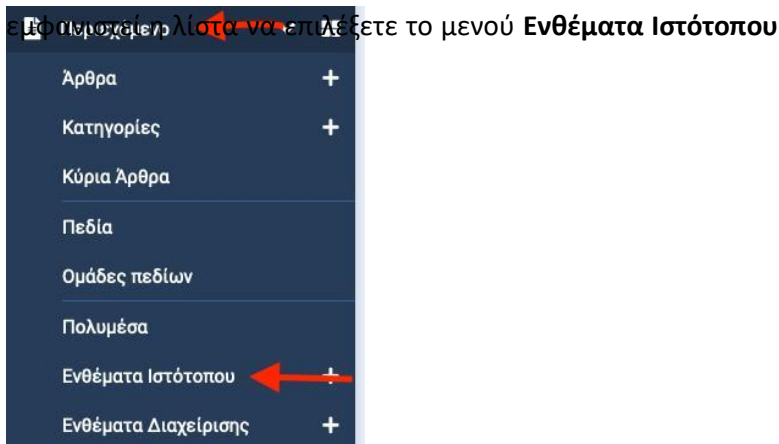 εμφανιστεί η λίστα να επιλέξετε το μενού Ενθέματα Ιστότοπου
Περιεχόμενο
Άρθρα
Κατηγορίες
Κύρια Άρθρα
Πεδία
Ομάδες πεδίων
Πολυμέσα
Ενθέματα Ιστότοπου
Ενθέματα Διαχείρισης